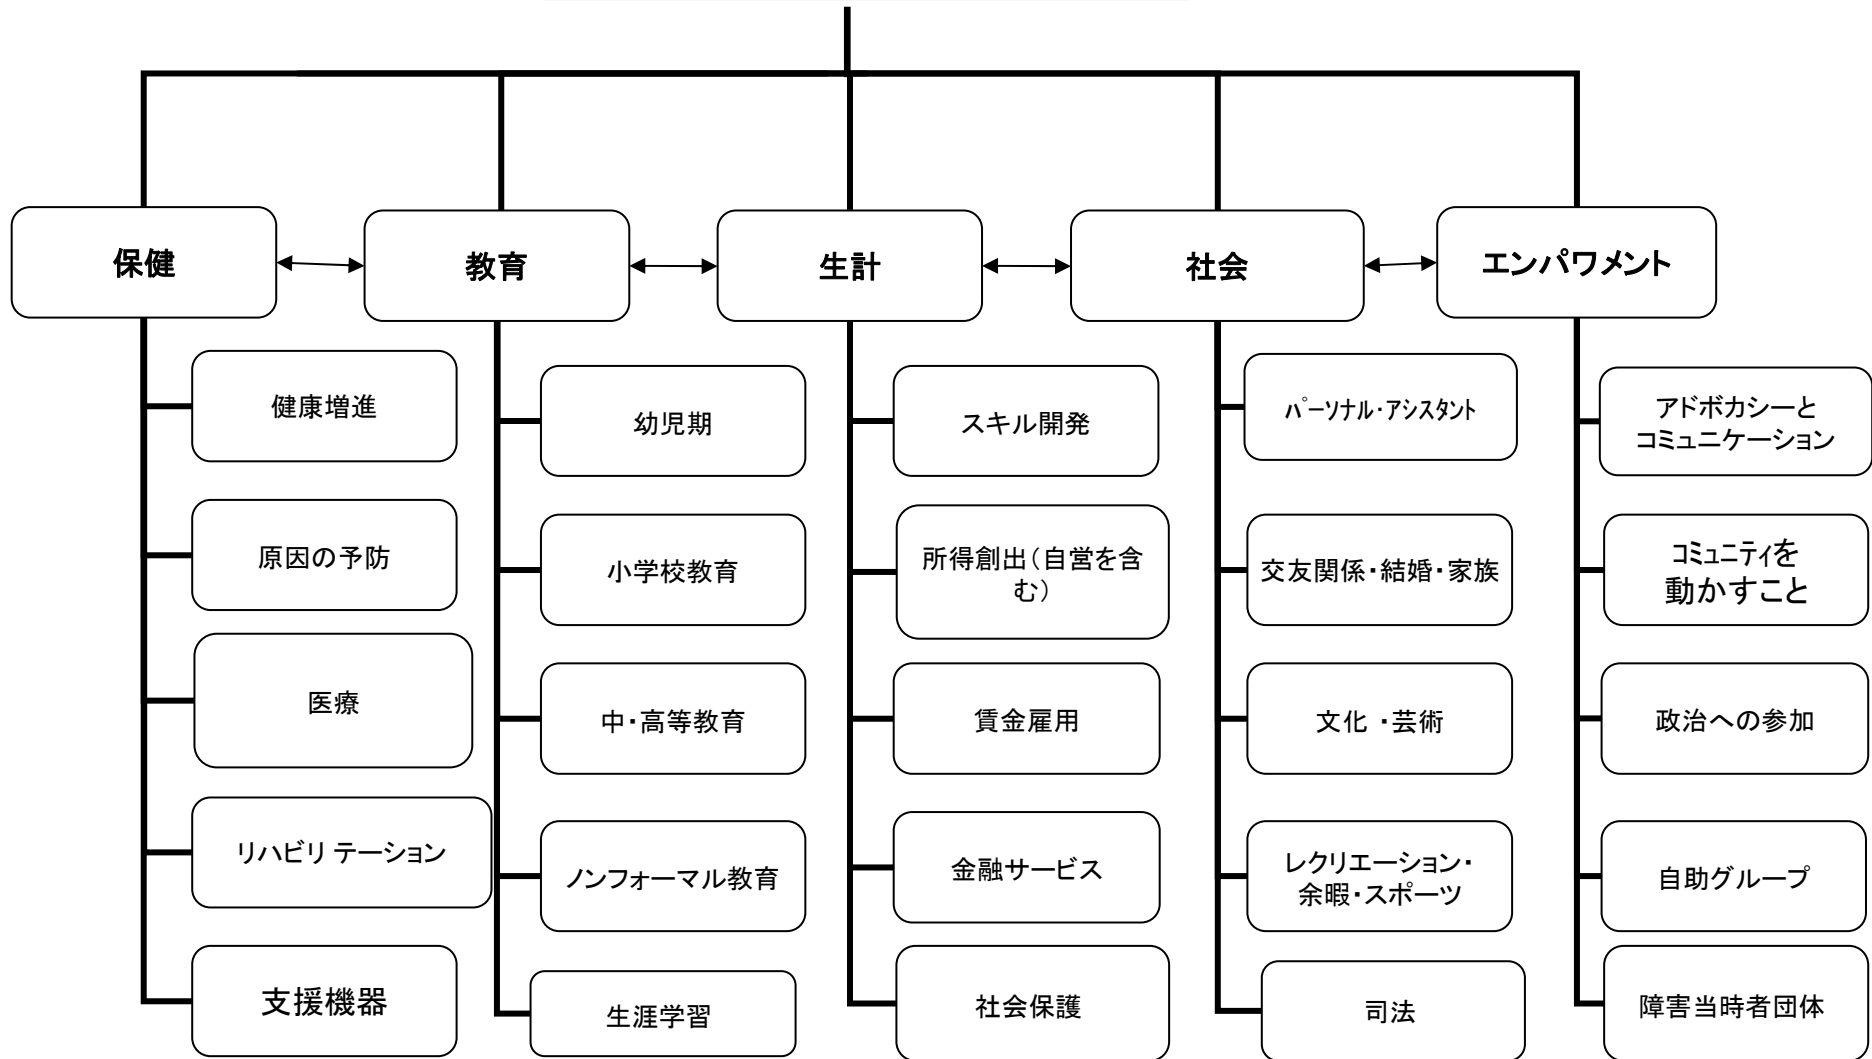 保健
教育
生計
社会
エンパワメント
健康増進
原因の予防
医療
リハビリ テーション
支援機器
幼児期
小学校教育
中・高等教育
ノンフォーマル教育
生涯学習
スキル開発
所得創出(自営を含
む)
賃金雇用
金融サービス
社会保護
パーソナル・アシスタント
交友関係・結婚・家族
文化 ・芸術
レクリエーション・
余暇・スポーツ
司法
アドボカシーと
コミュニケーション
コミュニティを
動かすこと
政治への参加
自助グループ
障害当時者団体